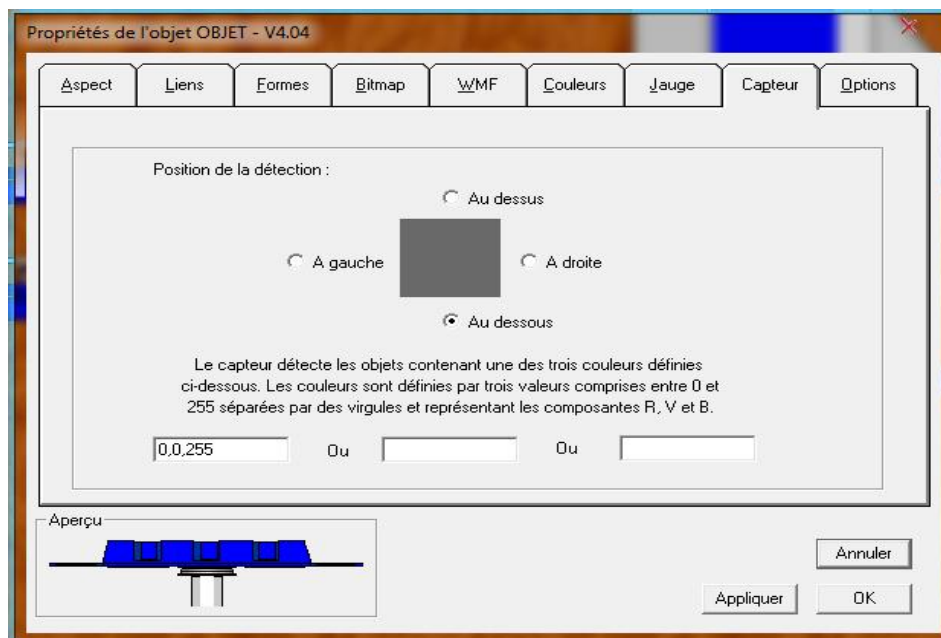 Propriétés de l'objet OBJET - V4.04
Aspect Liens Formes Bitmap WMF Couleurs Jauge Capteur Options
Position de la détection :
Au dessus
A gauche A droite
Au dessous
Le capteur détecte les objets contenant une des trois couleurs définies
ci-dessous. Les couleurs sont définies par trois valeurs comprises entre 0 et
255 séparées par des virgules et représentant les composantes R, V et B.
0,0,255 Ou Ou
Aperçu
Annuler
Appliquer OK